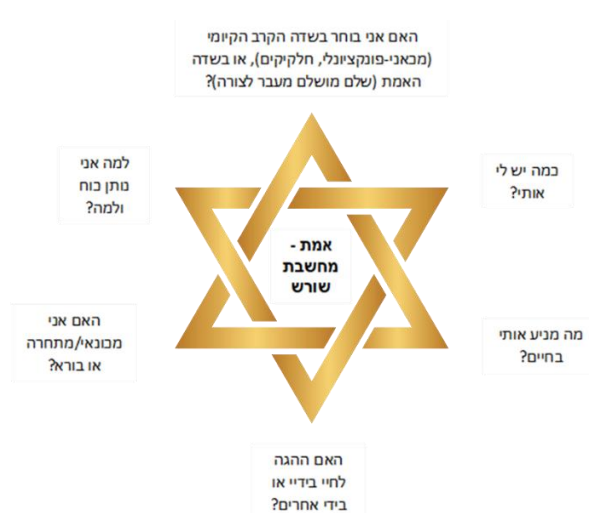 האם אני בוחר בשדה הקרב הקיומי
(מכאני-פונקציונלי, חלקיקים), או בשדה
האמת (שלם מושלם מעבר לצורה)?
כמה יש לי
אותי?
מה מניע אותי
בחיים?
האם ההגה
לחיי בידיי או
בידי אחרים?
האם אני
מכונאי/מתחרה
או בורא?
למה אני
נותן כוח
ולמה?
אמת -
מחשבת
שורש